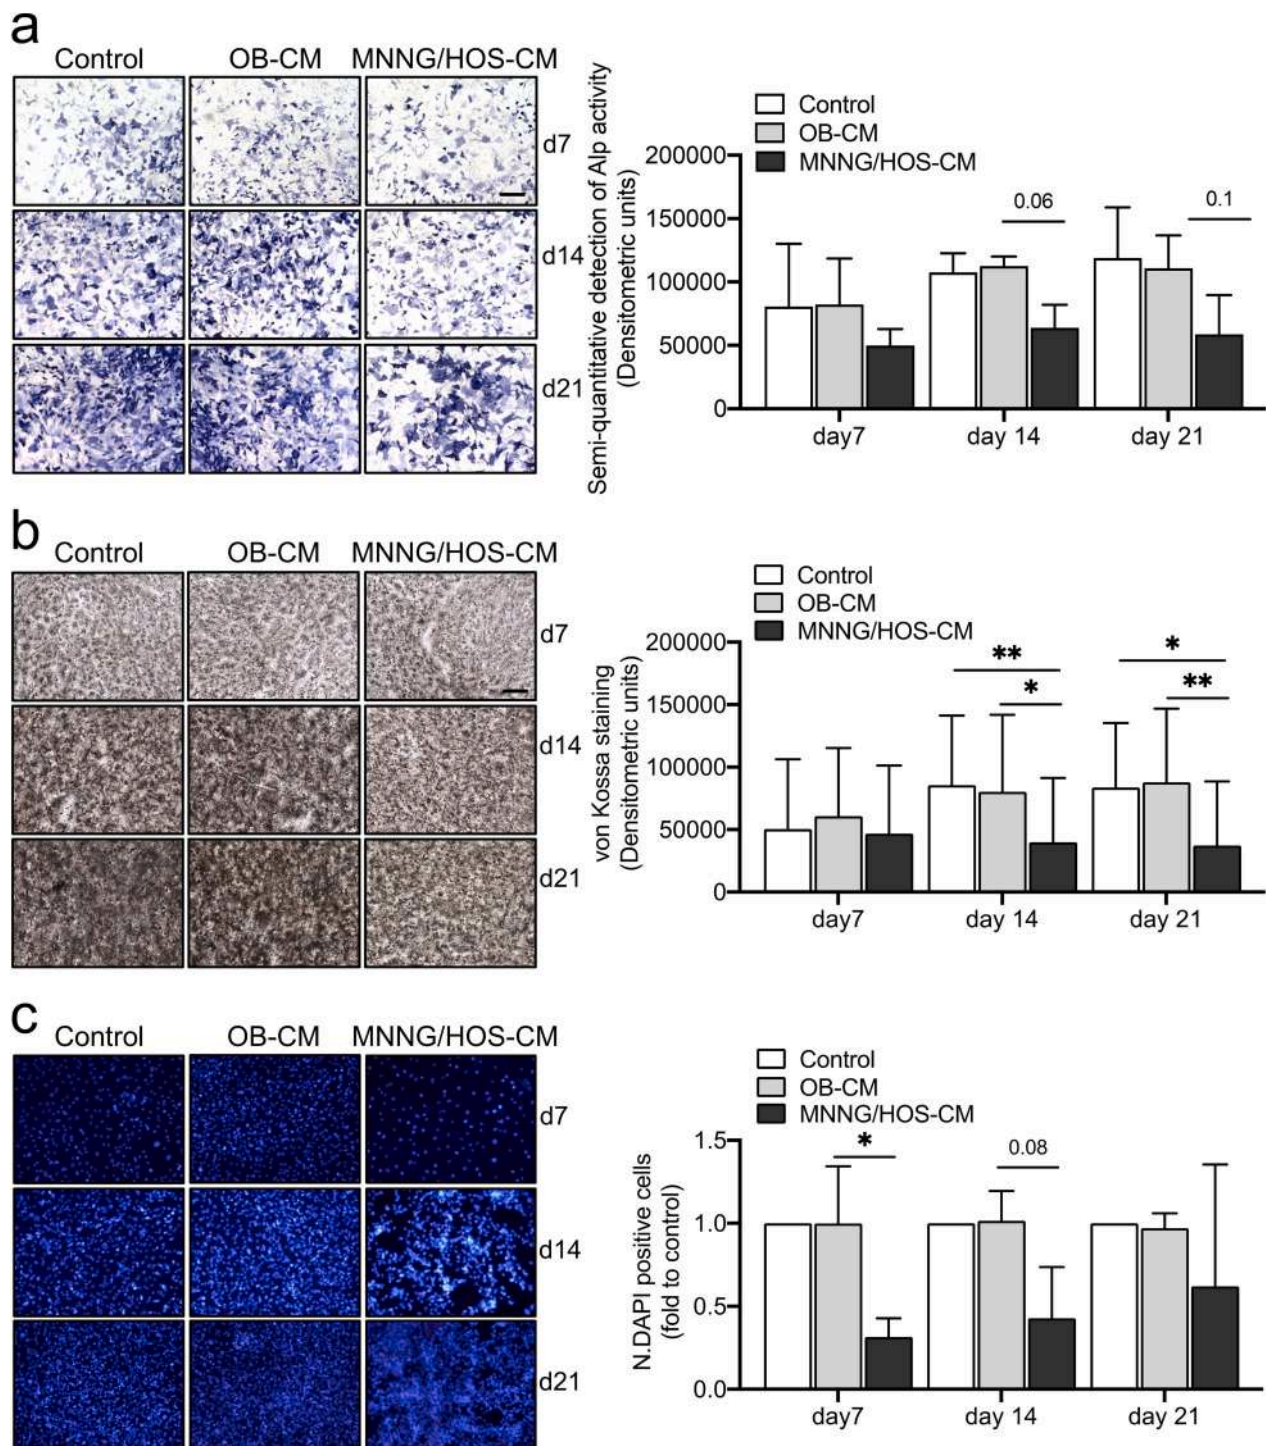 a
Control OB-CM MNNG/HOS-CM
d7
d14
d21
Semi-quantitative detection of Alp activity
(Densitometric units)
Control
OB-CM
MNNG/HOS-CM
200000
150000
100000
50000
0
0.06
0.1
day7 day 14 day 21
b
Control OB-CM MNNG/HOS-CM
d7
d14
d21
von Kossa staining
(Densitometric units)
Control
OB-CM
MNNG/HOS-CM
200000
150000
100000
50000
0
** *
* **
day7 day 14 day 21
c
Control OB-CM MNNG/HOS-CM
d7
d14
d21
N.DAPI positive cells
(fold to control)
Control
OB-CM
MNNG/HOS-CM
1.5
1.0
0.5
0.0
* 0.08
day7 day 14 day 21